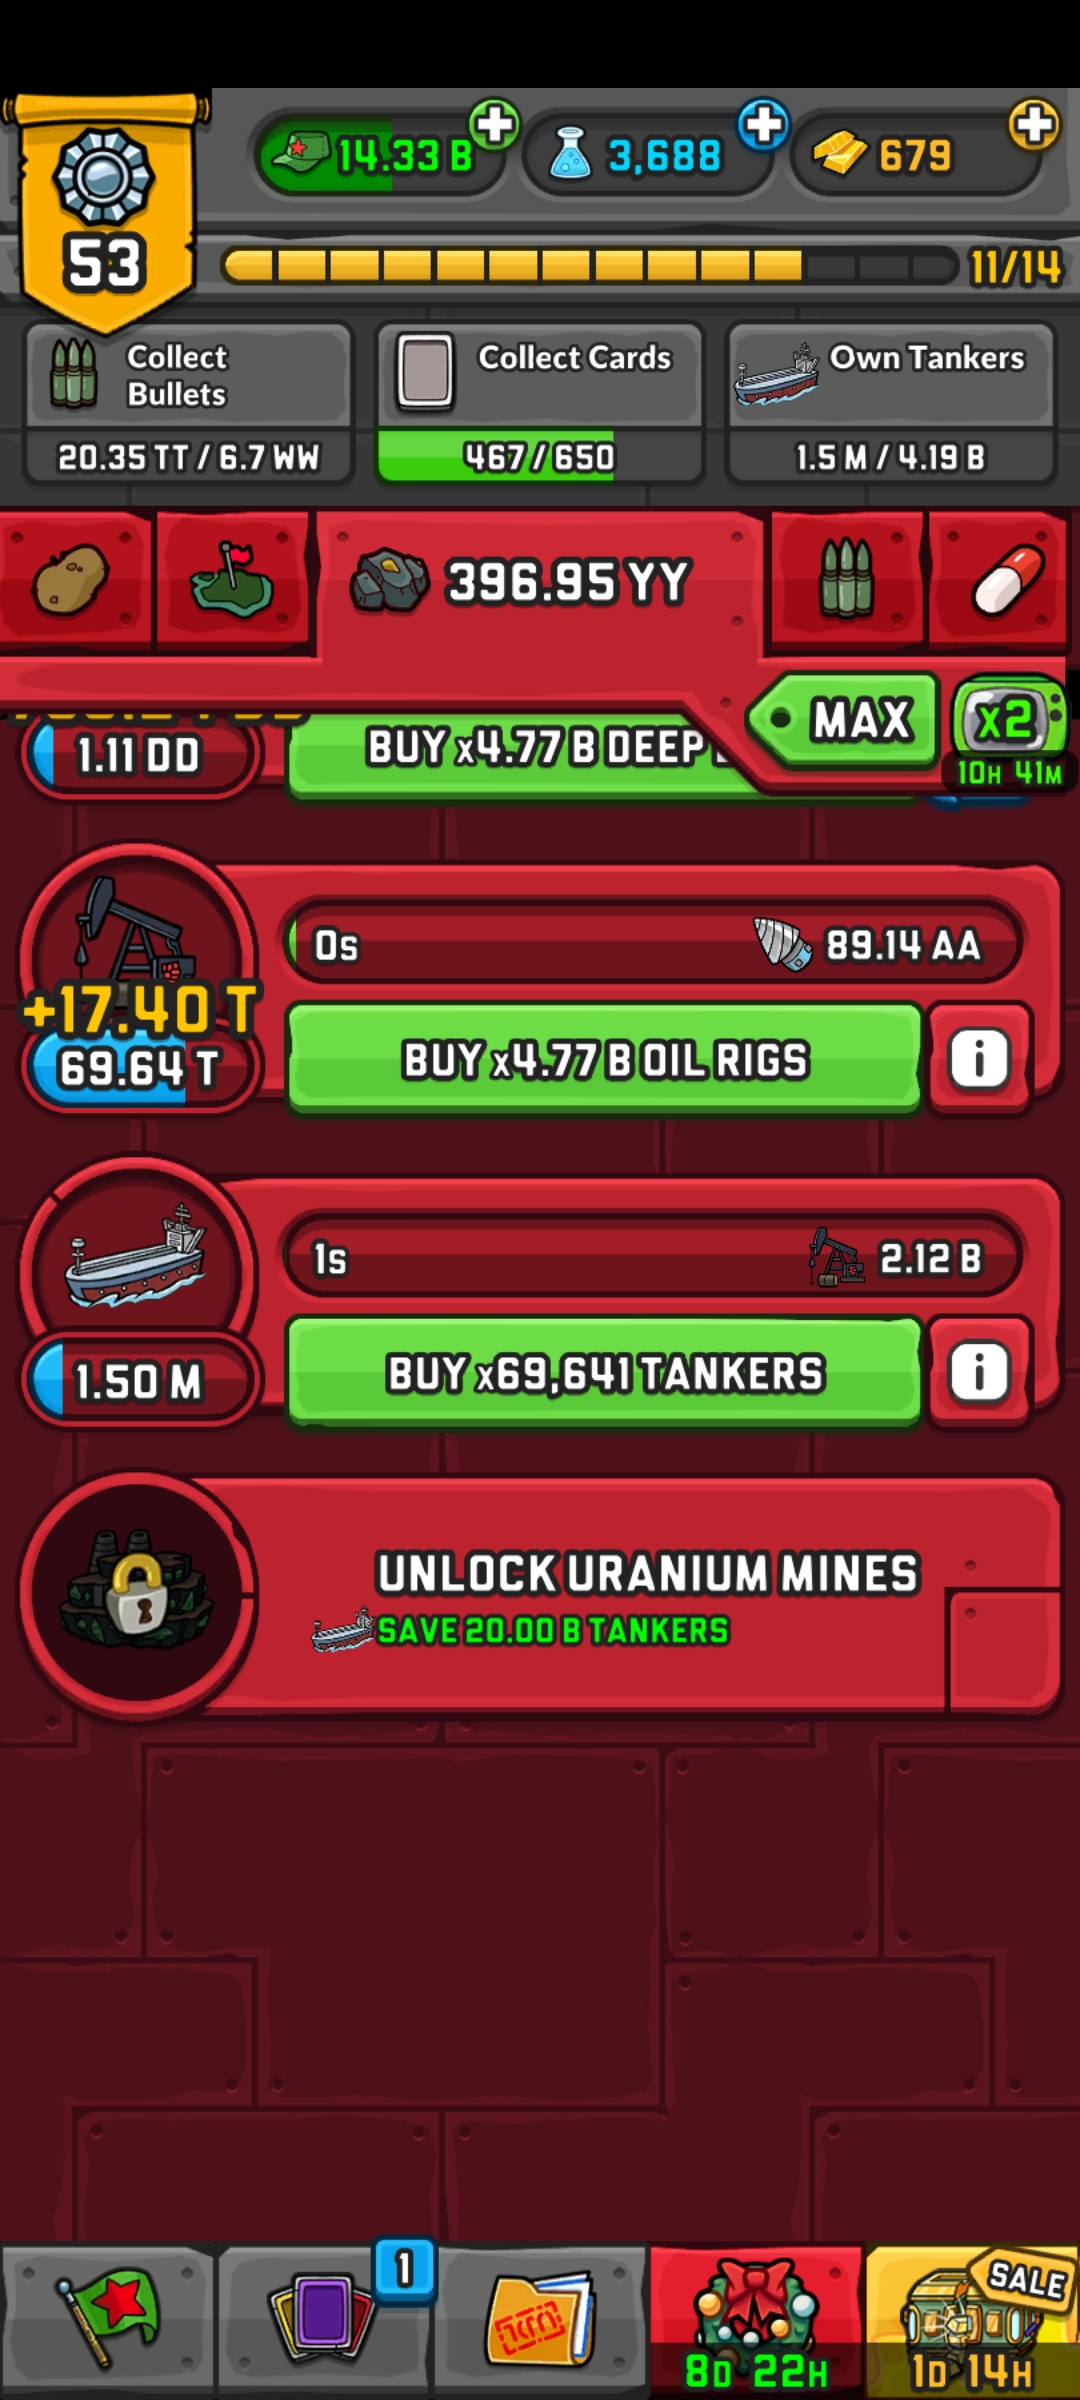 14.33 B
3,688
679
53
11/14
Collect
Bullets
Collect Cards
Own Tankers
20.35 TT / 6.7 WW
467/650
1.5 M / 4.19 B
396.95 YY
MAX
x2
10H 41M
1.11 DD
BUY x4.77 B DEEP
0s
89.14 AA
+17.40 T
69.64 T
BUY x4.77 B OIL RIGS
i
1s
2.12 B
1.50 M
BUY x69,641 TANKERS
i
UNLOCK URANIUM MINES
SAVE 20.00 B TANKERS
1
SALE
8D 22H
1D 14H